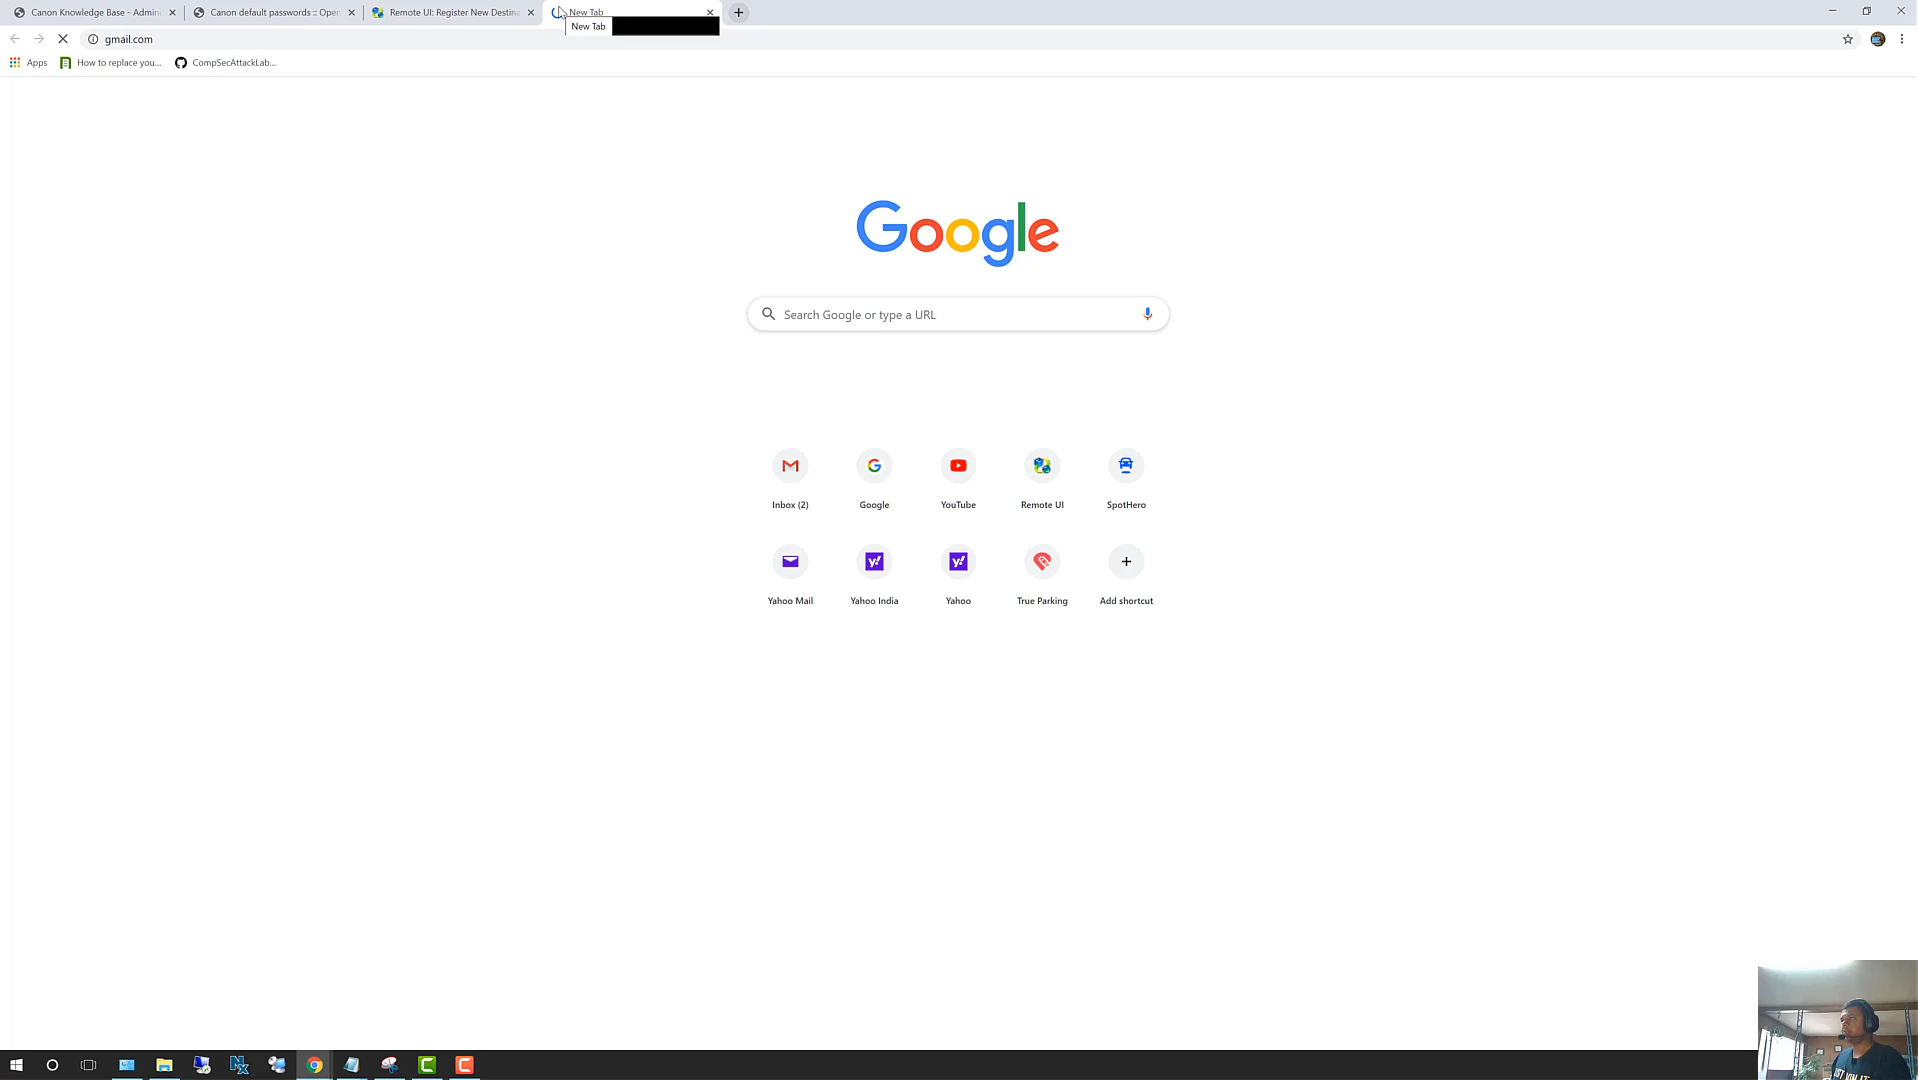 Canon Knowledge Base - Admini
Canon default passwords :: Open
Remote UI: Register New Destina
New Tab
New Tab
gmail.com
Apps
How to replace you...
CompSecAttackLab...
Google
Search Google or type a URL
Inbox (2)
Google
YouTube
Remote UI
SpotHero
Yahoo Mail
Yahoo India
Yahoo
True Parking
Add shortcut